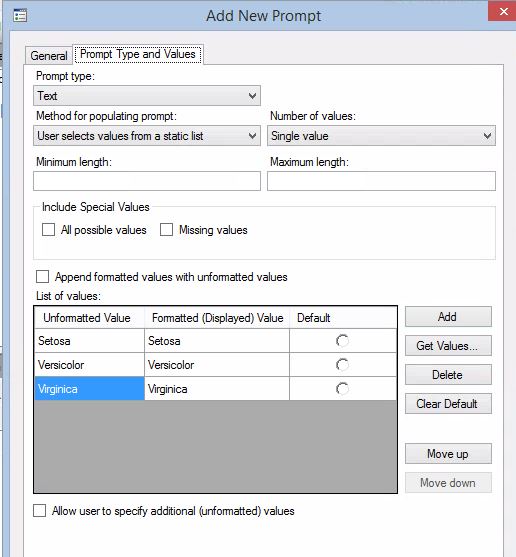 Add New Prompt
General Prompt Type and Values
Prompt type:
Text
Method for populating prompt: Number of values:
User selects values from a static list Single value
Minimum length: Maximum length:
Include Special Values
All possible values Missing values
Append formatted values with unformatted values
List of values:
Unformatted Value Formatted (Displayed) Value Default Add
Setosa Setosa
Get Values...
Versicolor Versicolor
Delete
Virginica Virginica
Clear Default
Move up
Move down
Allow user to specify additional (unformatted) values